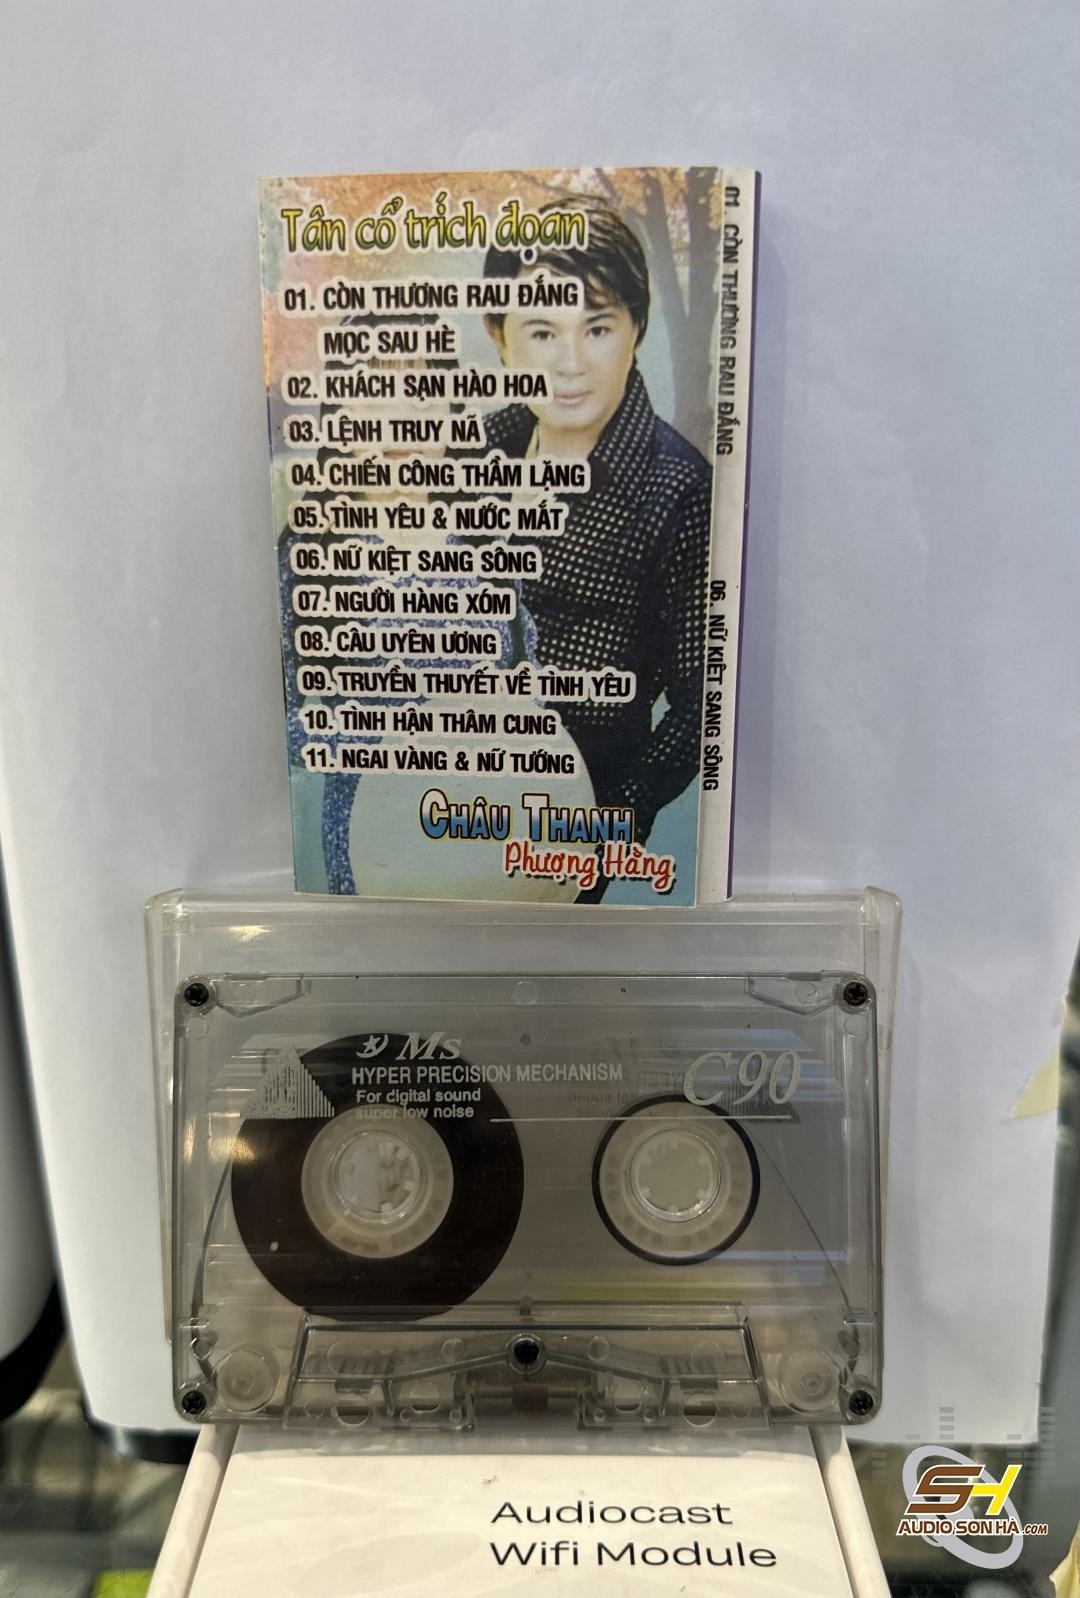 Tân cổ trích đoạn
01. CÒN THƯƠNG RAU ĐẮNG
MỌC SAU HÈ
02. KHÁCH SẠN HÀO HOA
03. LỆNH TRUY NÃ
04. CHIẾN CÔNG THẦM LẶNG
05. TÌNH YÊU & NƯỚC MẮT
06. NỮ KIỆT SANG SÔNG
07. NGƯỜI HÀNG XÓM
08. CÂU UYÊN ƯƠNG
09. TRUYỀN THUYẾT VỀ TÌNH YÊU
10. TÌNH HẬN THÂM CUNG
11. NGAI VÀNG & NỮ TƯỚNG
CHÂU THANH
Phượng Hằng
01. CÒN THƯƠNG RAU ĐẮNG
06. NỮ KIỆT SANG SÔNG
Ms
HYPER PRECISION MECHANISM
For digital sound
super low noise
C90
Audiocast
Wifi Module
SH
AUDIO SƠN HÀ.COM